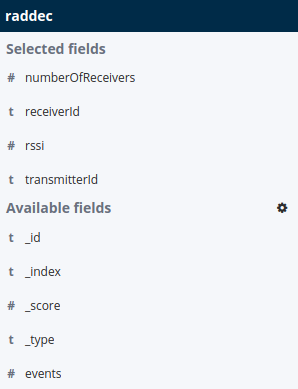 raddec
Selected fields
# numberOfReceivers
t receiverId
# rssi
t transmitterId
Available fields
t _id
t _index
# _score
t _type
# events